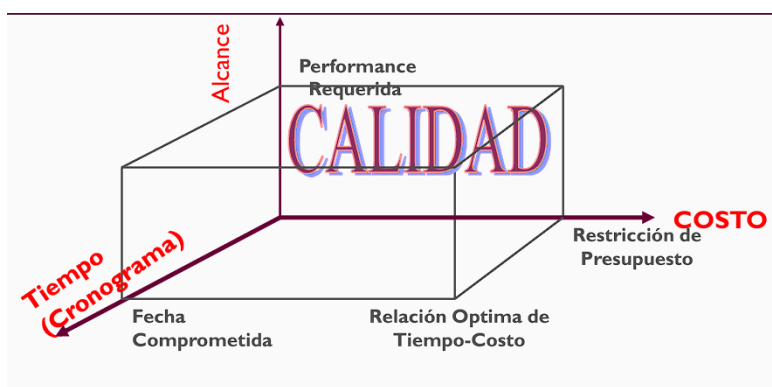 Alcance
Performance
Requerida
CALIDAD
COSTO
Restricción de
Presupuesto
Tiempo
(Cronograma)
Fecha
Comprometida
Relación Optima de
Tiempo-Costo